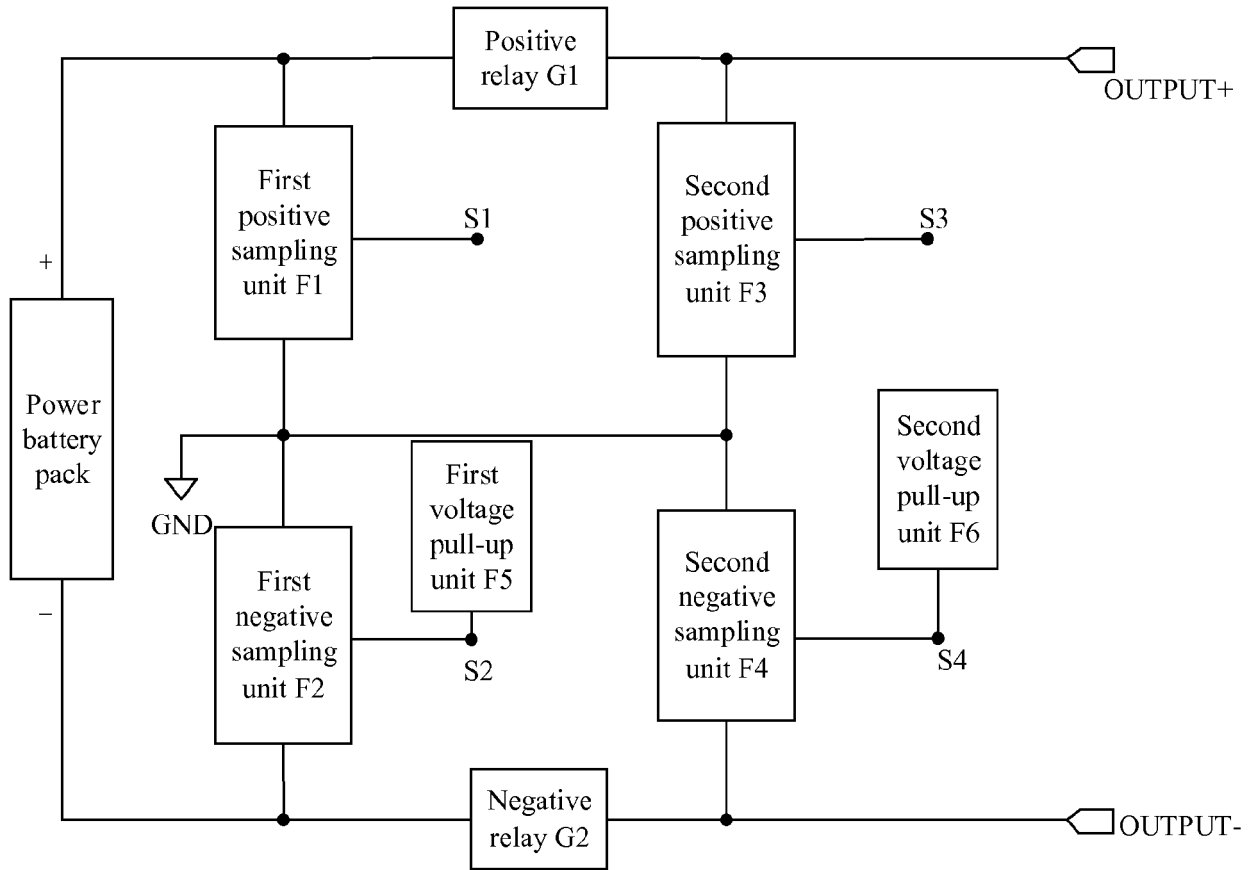 Positive
relay G1
OUTPUT+
First
positive
sampling
unit F1
S1
Second
positive
sampling
unit F3
S3
+
Power
battery
pack
−
GND
First
voltage
pull-up
unit F5
Second
voltage
pull-up
unit F6
First
negative
sampling
unit F2
S2
Second
negative
sampling
unit F4
S4
Negative
relay G2
OUTPUT-